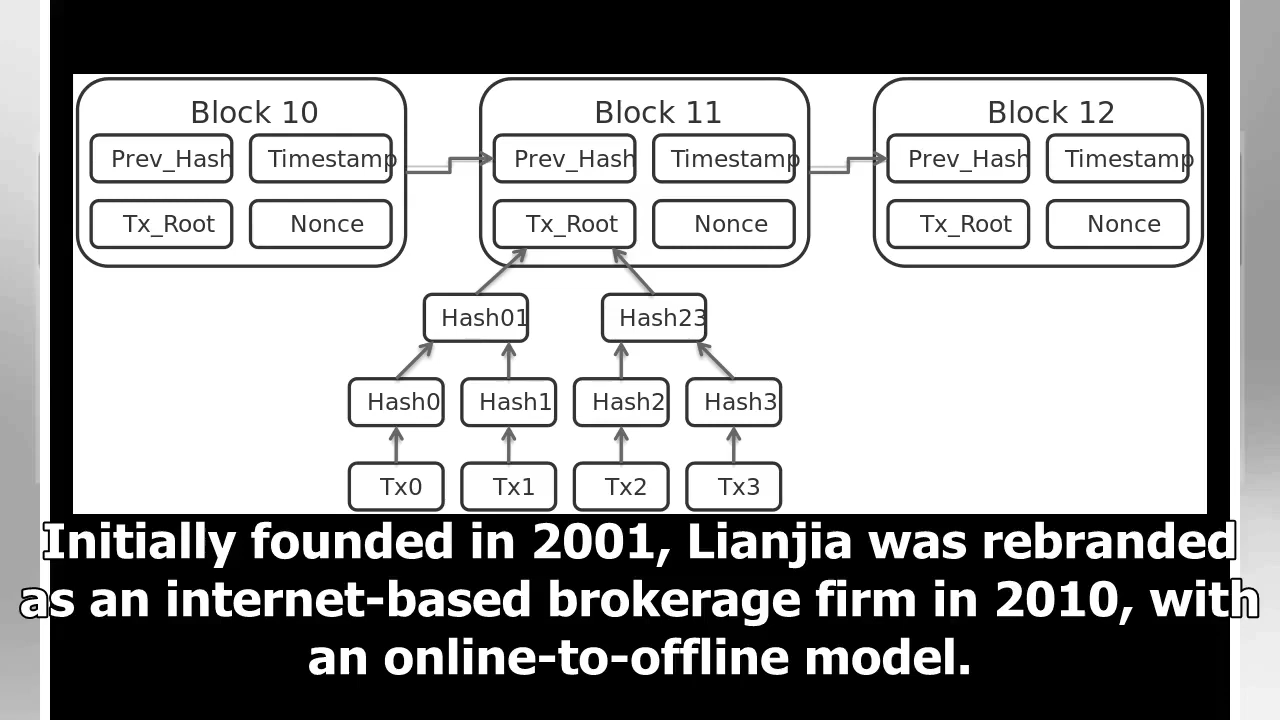 Block 10 Block 11 Block 12
Prev_Hash Timestamp Prev_Hash Timestamp Prev_Hash Timestamp
Tx_Root Nonce Tx_Root Nonce Tx_Root Nonce
Hash01 Hash23
Hash0 Hash1 Hash2 Hash3
Tx0 Tx1 Tx2 Tx3
Initially founded in 2001, Lianjia was rebranded
as an internet-based brokerage firm in 2010, with
an online-to-offline model.